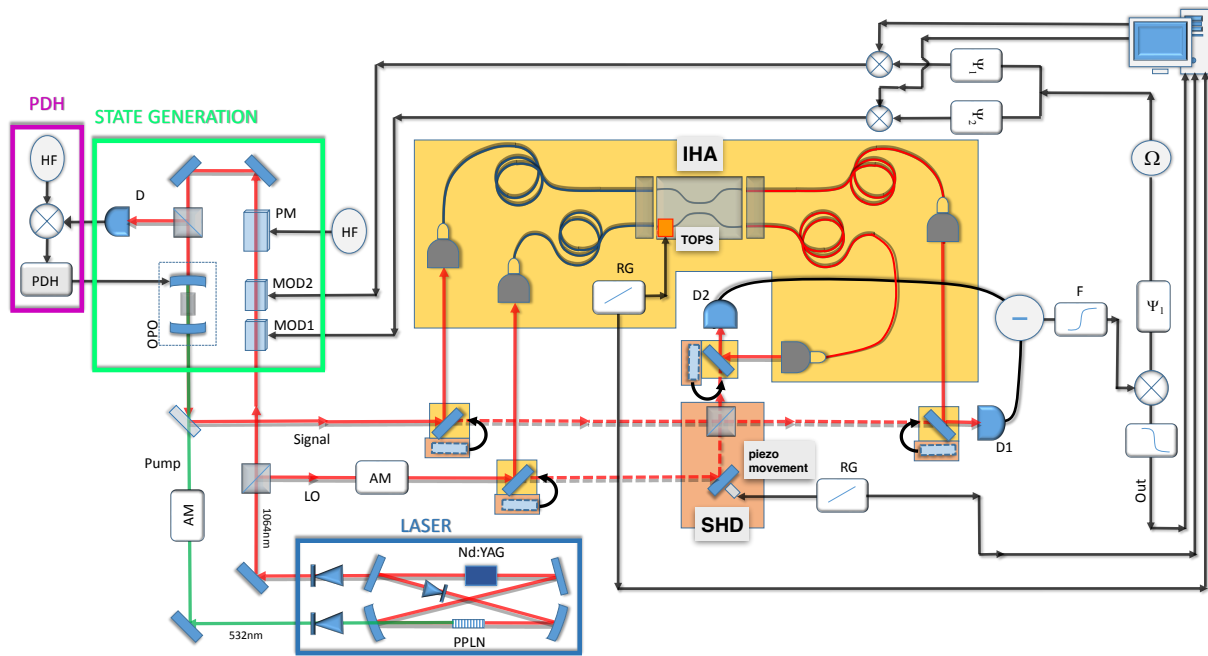 PDH
STATE GENERATION
HF
D
PM
HF
PDH
MOD2
MOD1
OPO
IHA
TOPS
RG
D2
Ψ1
Ψ2
Ω
Ψ1
F
Signal
Pump
LO
AM
AM
1064nm
532nm
piezo
movement
RG
D1
SHD
Out
LASER
Nd:YAG
PPLN